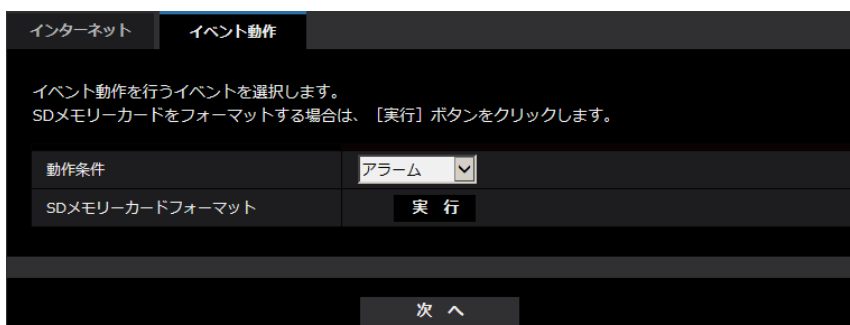 インターネット
イベント動作
イベント動作を行うイベントを選択します。
SDメモリーカードをフォーマットする場合は、［実行］ボタンをクリックします。
動作条件
アラーム
SDメモリーカードフォーマット
実 行
次 へ